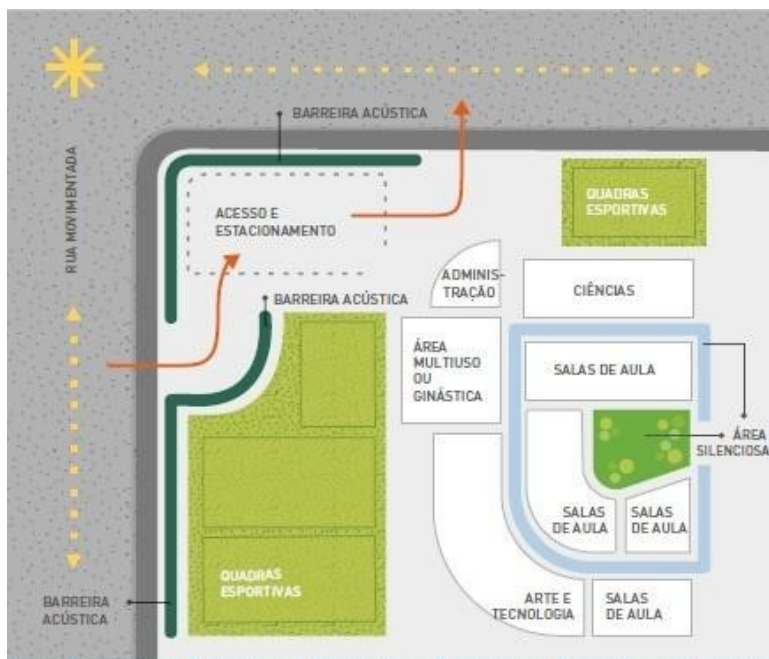 BARREIRA ACÚSTICA
RUA MOVIMENTADA
ACESSO E
ESTACIONAMENTO
QUADRAS
ESPORTIVAS
ADMINIS-
TRAÇÃO
CIÊNCIAS
BARREIRA ACÚSTICA
ÁREA
MULTIUSO
OU
GINÁSTICA
SALAS DE AULA
ÁREA
SILENCIOSA
SALAS
DE AULA
SALAS
DE AULA
QUADRAS
ESPORTIVAS
BARREIRA
ACÚSTICA
ARTE E
TECNOLOGIA
SALAS
DE AULA